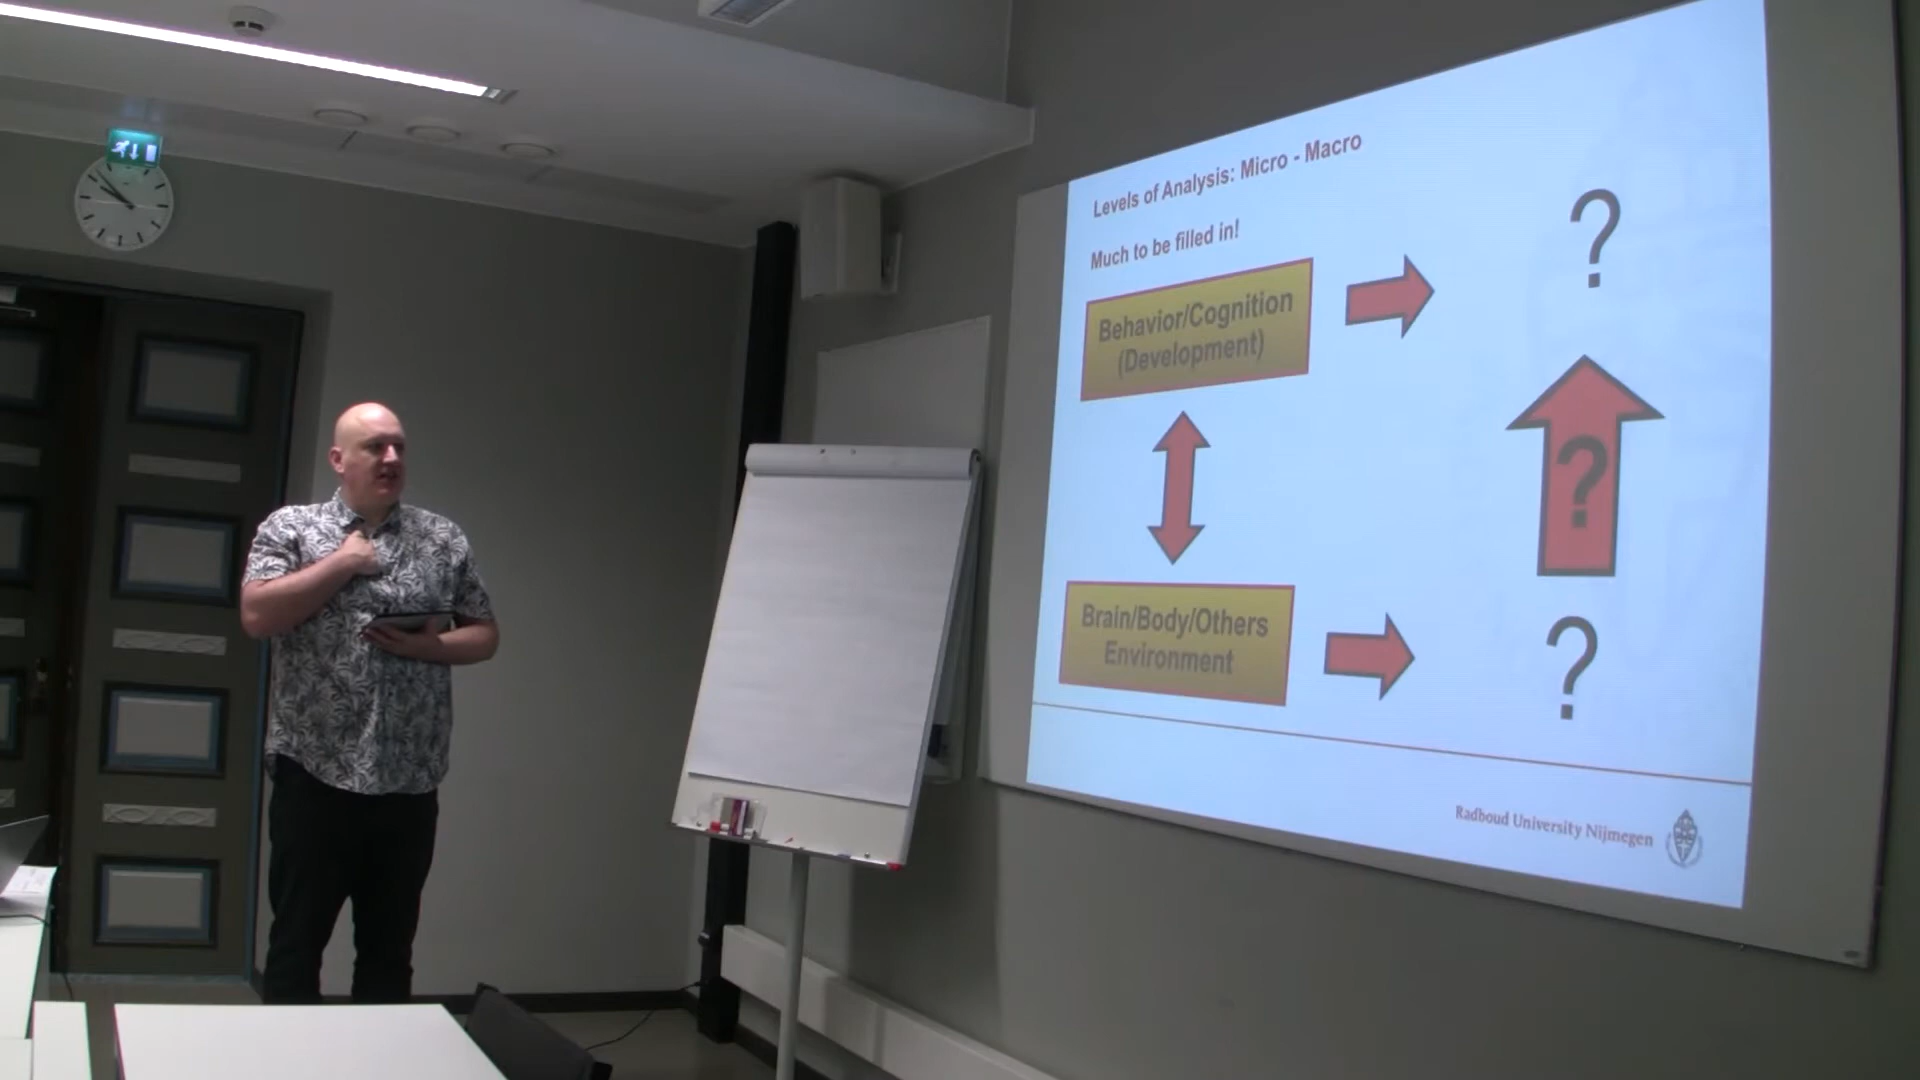 Levels of Analysis: Micro - Macro
Much to be filled in!
Behavior/Cognition
(Development)
?
?
Brain/Body/Others
Environment
?
Radboud University Nijmegen